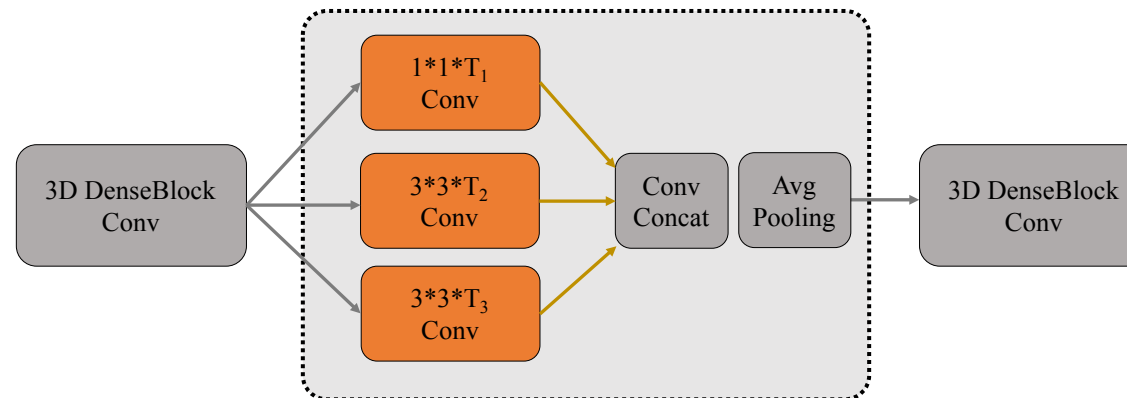 3D DenseBlock
Conv
1*1*T₁
Conv
3*3*T₂
Conv
3*3*T₃
Conv
Conv
Concat
Avg
Pooling
3D DenseBlock
Conv